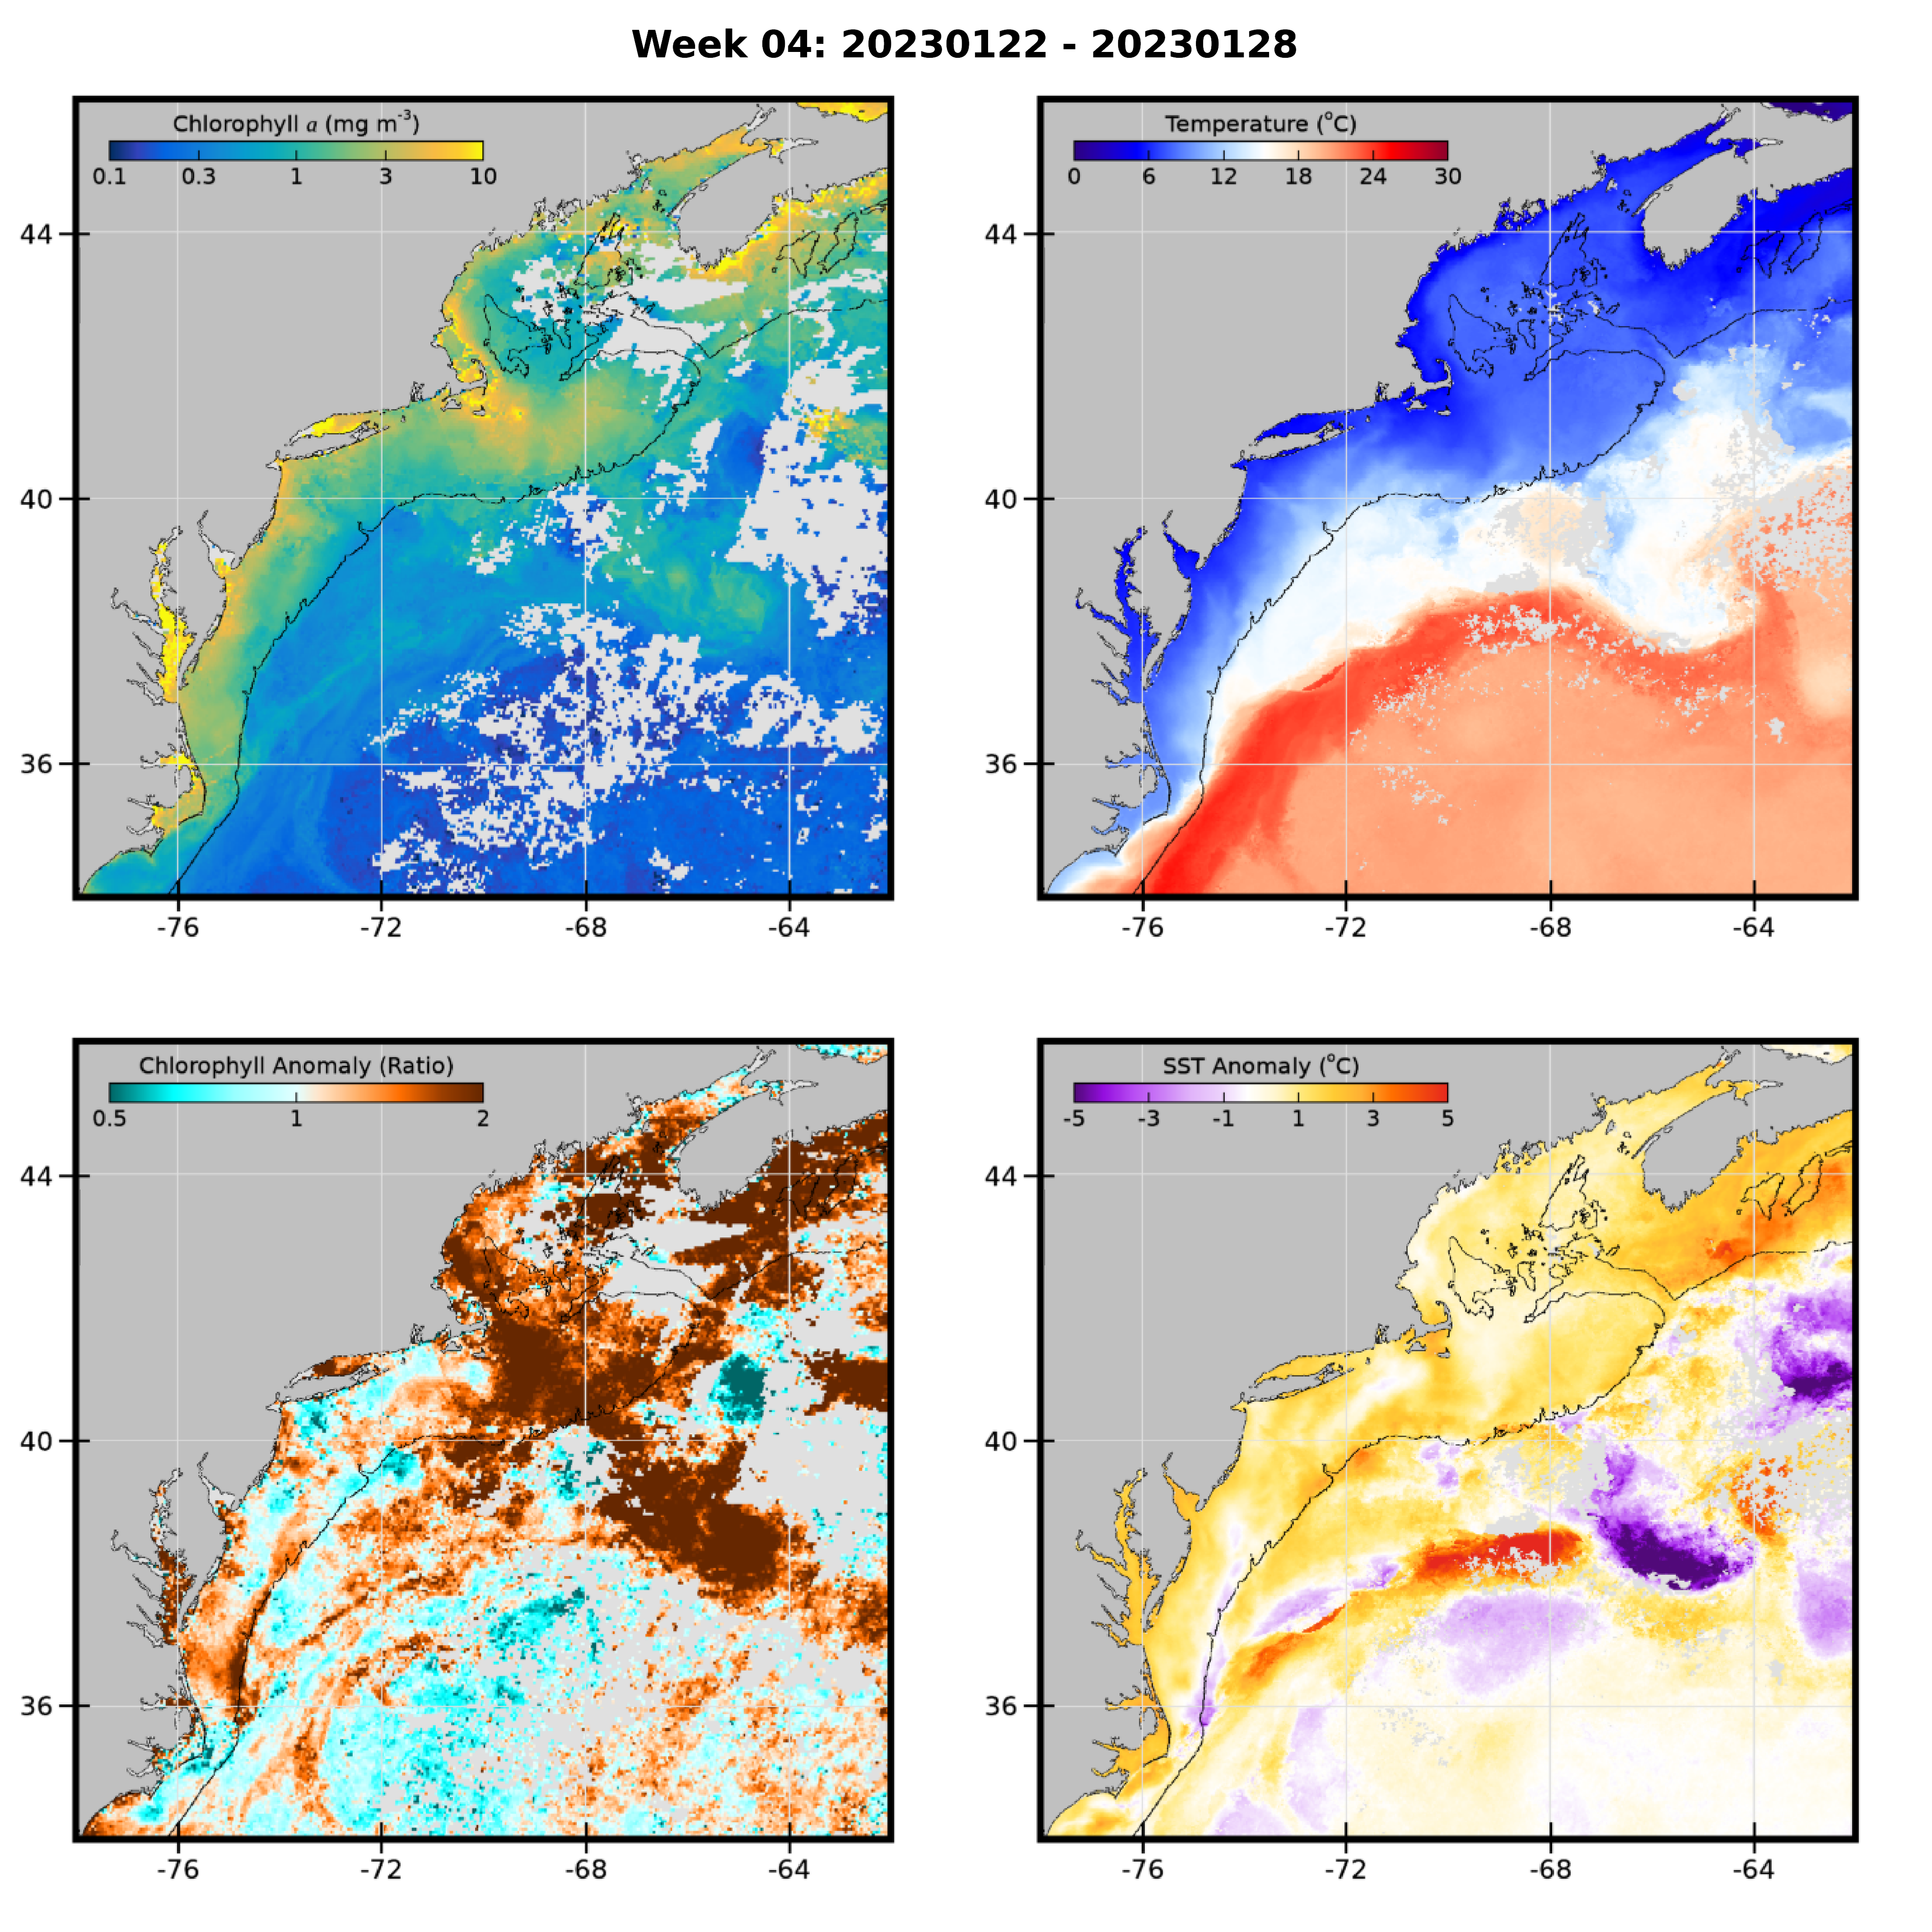 Week 04: 20230122 - 20230128
Chlorophyll a (mg m⁻³)
0.1 0.3 1 3 10
44
40
36
-76 -72 -68 -64
Temperature (°C)
0 6 12 18 24 30
44
40
36
-76 -72 -68 -64
Chlorophyll Anomaly (Ratio)
0.5 1 2
44
40
36
-76 -72 -68 -64
SST Anomaly (°C)
-5 -3 -1 1 3 5
44
40
36
-76 -72 -68 -64